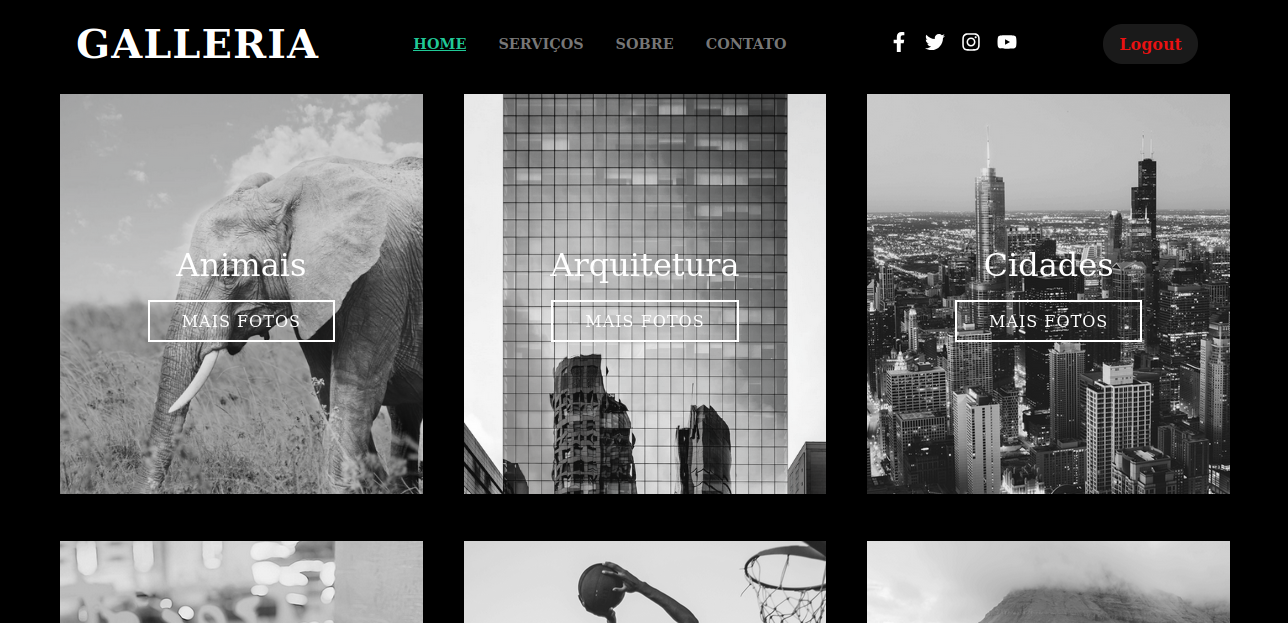 GALLERIA
HOME SERVIÇOS SOBRE CONTATO
Logout
Animais
MAIS FOTOS
Arquitetura
MAIS FOTOS
Cidades
MAIS FOTOS